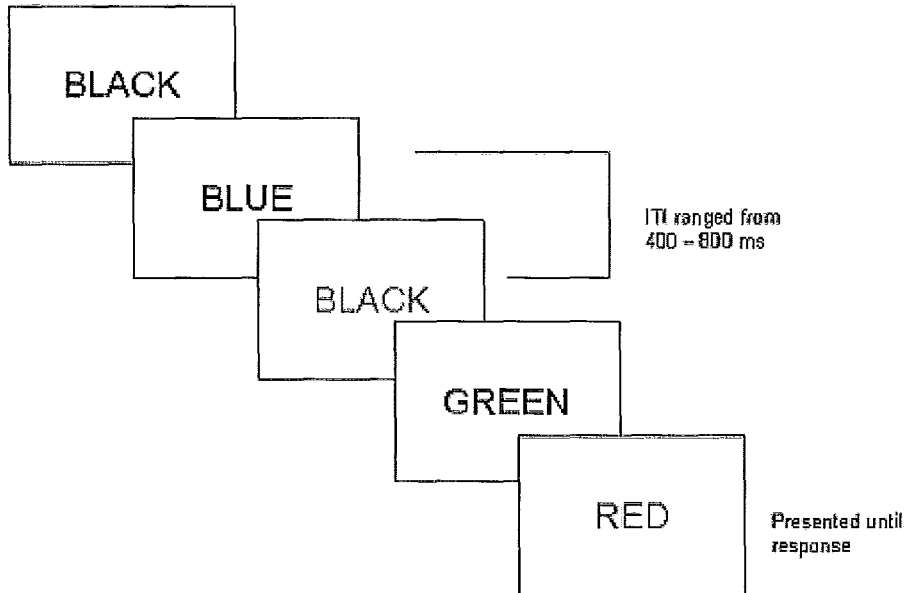 BLACK
BLUE
ITI ranged from
400 – 800 ms
BLACK
GREEN
RED
Presented until
response